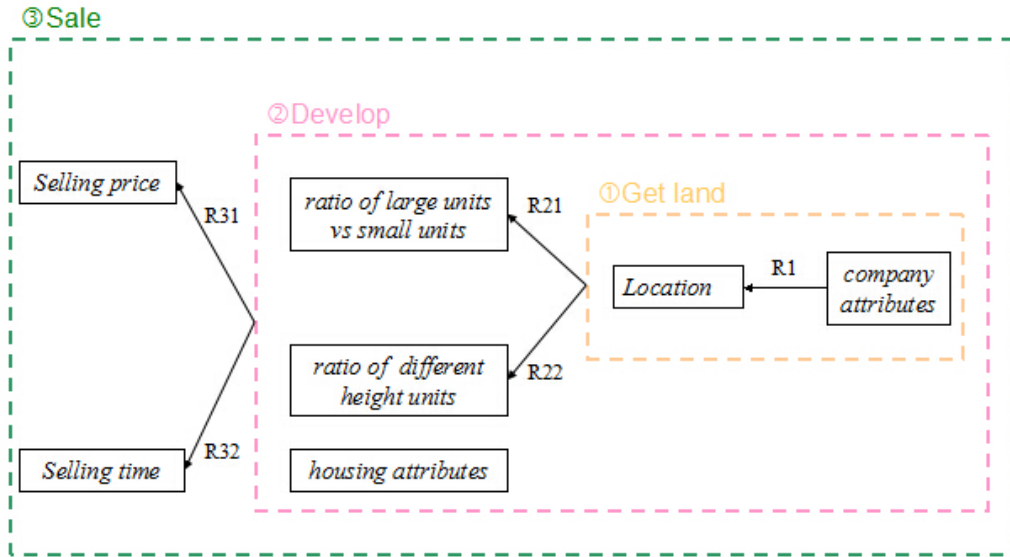 ③Sale
②Develop
①Get land
Selling price
R31
ratio of large units
vs small units
R21
Location
R1
company
attributes
ratio of different
height units
R22
Selling time
R32
housing attributes